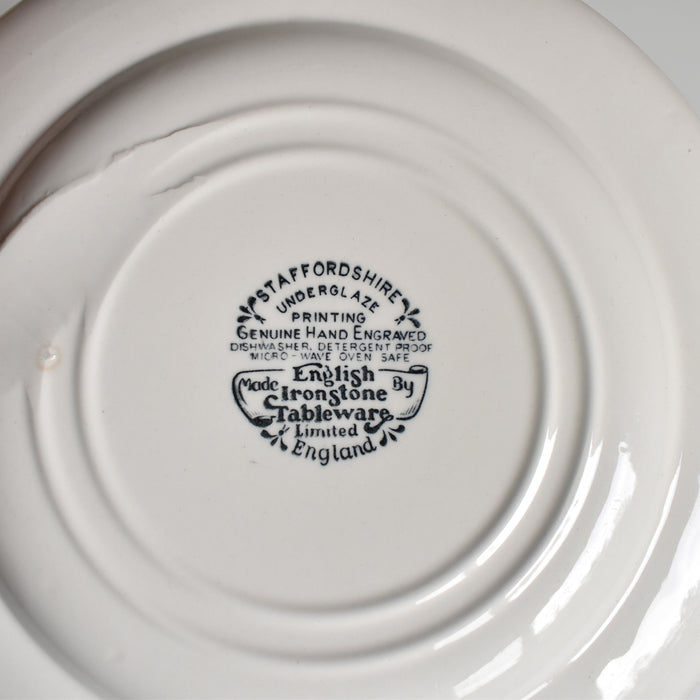 STAFFORDSHIRE
UNDERGLAZE
PRINTING
GENUINE HAND ENGRAVED
DISHWASHER, DETERGENT PROOF
MICRO-WAVE OVEN SAFE
Made English By
Ironstone
Tableware
Limited
England